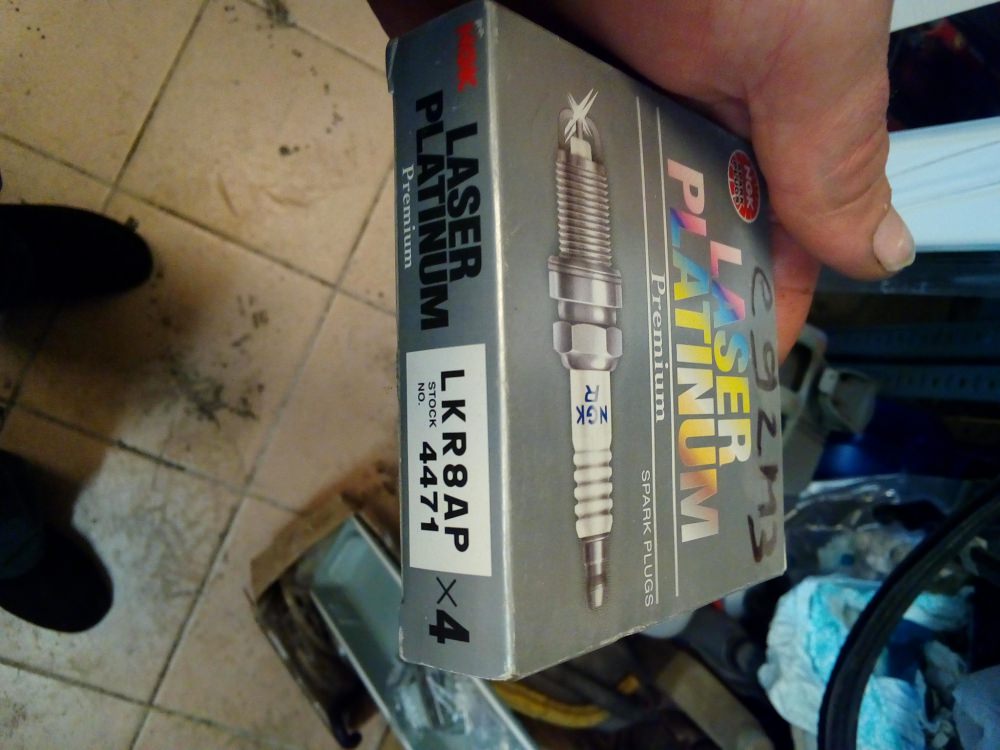 NGK
LASER
PLATINUM
Premium
LKR8AP
STOCK
NO. 4471
×4
NGK
LASER
PLATINUM
Premium
SPARK PLUGS
NGK
R